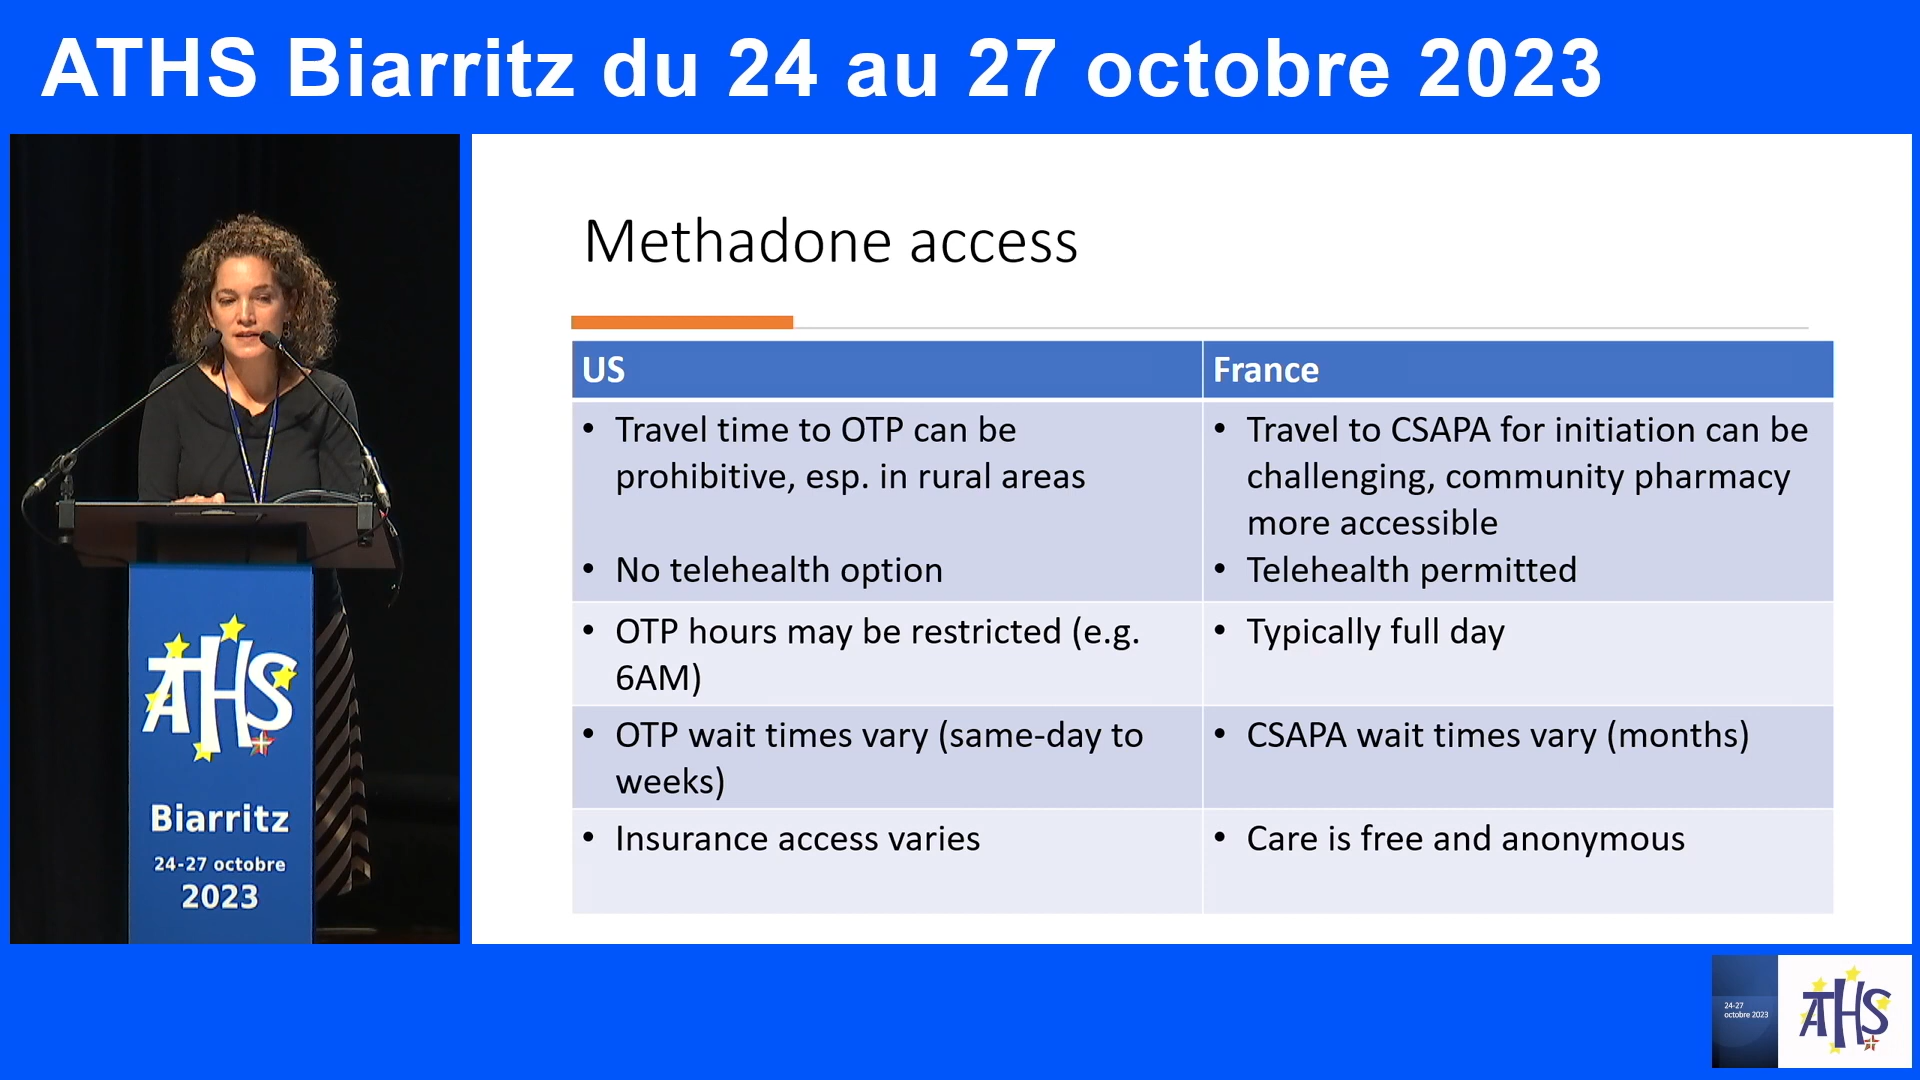 ATHS Biarritz du 24 au 27 octobre 2023
Methadone access
US
France
• Travel time to OTP can be
prohibitive, esp. in rural areas
• No telehealth option
• Travel to CSAPA for initiation can be
challenging, community pharmacy
more accessible
• Telehealth permitted
• OTP hours may be restricted (e.g.
6AM)
• Typically full day
• OTP wait times vary (same-day to
weeks)
• CSAPA wait times vary (months)
• Insurance access varies
• Care is free and anonymous
ATHS
Biarritz
24-27 octobre
2023
24-27
octobre 2023
ATHS